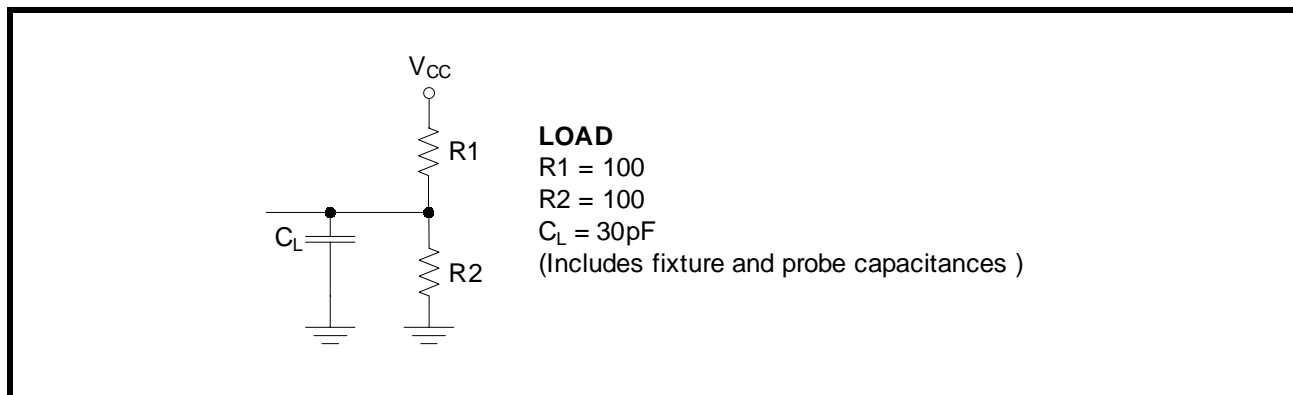 VCC
R1
LOAD
R1 = 100
R2 = 100
CL = 30pF
CL
(Includes fixture and probe capacitances )
R2